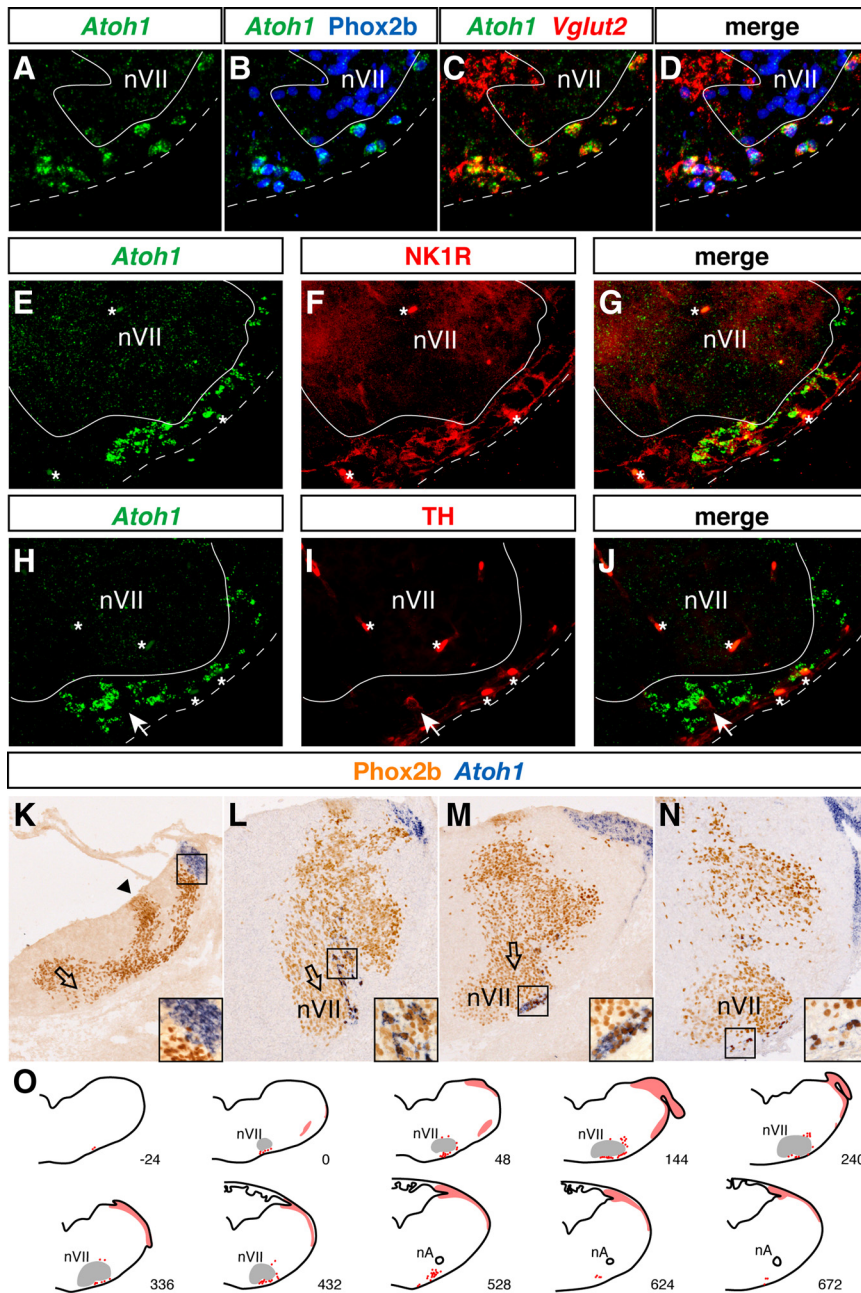 Atoh1 Atoh1 Phox2b Atoh1 Vglut2 merge
A nVII B nVII C nVII D nVII
Atoh1 NK1R merge
E * nVII * * F * nVII * * G * nVII * *
Atoh1 TH merge
H nVII * * * * I nVII * * * * J nVII * * * *
Phox2b Atoh1
K L nVII M nVII N nVII
O
nVII nVII nVII nVII
-24 0 48 144 240
nVII nVII nA nA nA
336 432 528 624 672